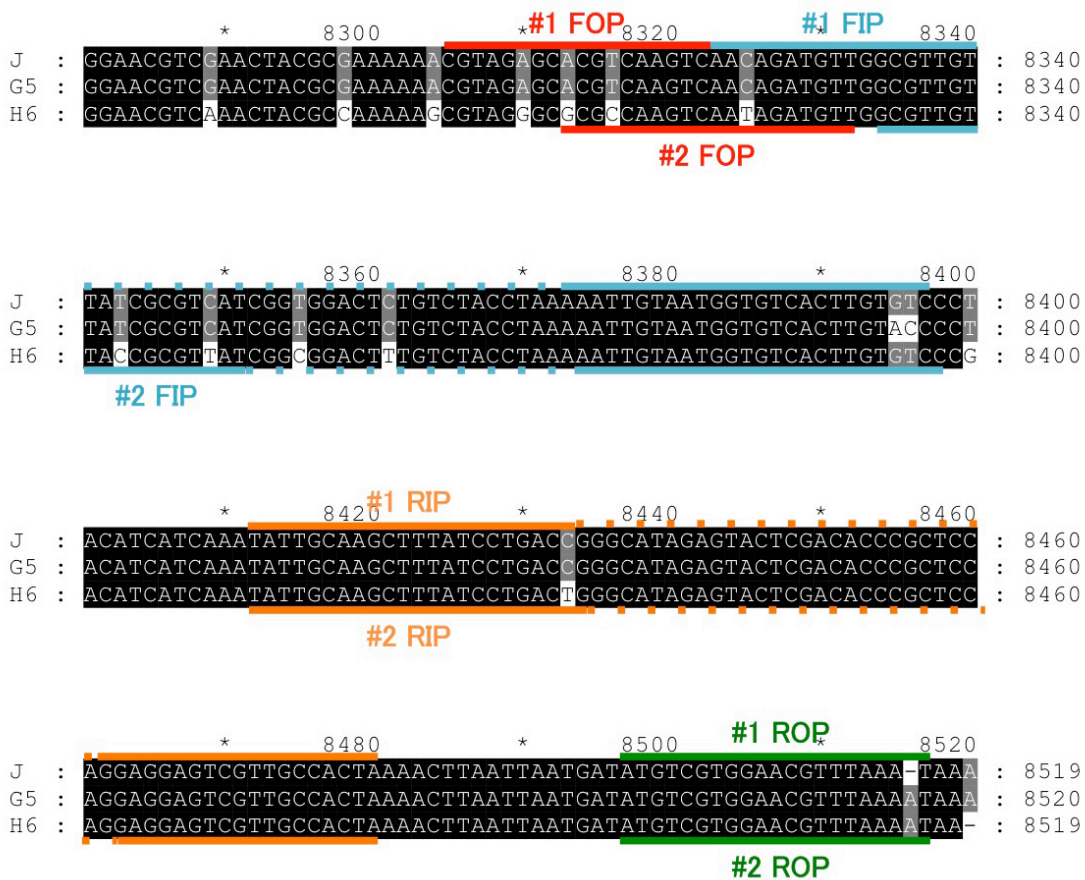 #1 FOP #1 FIP
* 8300 * 8320 * 8340
J : GGAACGTCGAACTACGCGAAAAAACGTAGAGCACGTCAAGTCAACAGATGTTGGCGTTGT : 8340
G5 : GGAACGTCGAACTACGCGAAAAAACGTAGAGCACGTCAAGTCAACAGATGTTGGCGTTGT : 8340
H6 : GGAACGTCAAACTACGCCAAAAAGCGTAGGGCGCGCCAAGTCAATAGATGTTGGCGTTGT : 8340
#2 FOP
* 8360 * 8380 * 8400
J : TATCGCGTCATCGGTGGACTCTGTCTACCTAAAAATTGTAATGGTGTCACTTGTGTCCCT : 8400
G5 : TATCGCGTCATCGGTGGACTCTGTCTACCTAAAAATTGTAATGGTGTCACTTGTACCCCT : 8400
H6 : TACCGCGTTATCGGCGGACTTTGTCTACCTAAAAATTGTAATGGTGTCACTTGTGTCCCG : 8400
#2 FIP
#1 RIP
* 8420 * 8440 * 8460
J : ACATCATCAAATATTGCAAGCTTTATCCTGACCGGGCATAGAGTACTCGACACCCGCTCC : 8460
G5 : ACATCATCAAATATTGCAAGCTTTATCCTGACCGGGCATAGAGTACTCGACACCCGCTCC : 8460
H6 : ACATCATCAAATATTGCAAGCTTTATCCTGACTGGGCATAGAGTACTCGACACCCGCTCC : 8460
#2 RIP
#1 ROP
* 8480 * 8500 * 8520
J : AGGAGGAGTCGTTGCCACTAAAACTTAATTAATGATATGTCGTGGAACGTTTAAA-TAAA : 8519
G5 : AGGAGGAGTCGTTGCCACTAAAACTTAATTAATGATATGTCGTGGAACGTTTAAAATAAA : 8520
H6 : AGGAGGAGTCGTTGCCACTAAAACTTAATTAATGATATGTCGTGGAACGTTTAAAATAA- : 8519
#2 ROP